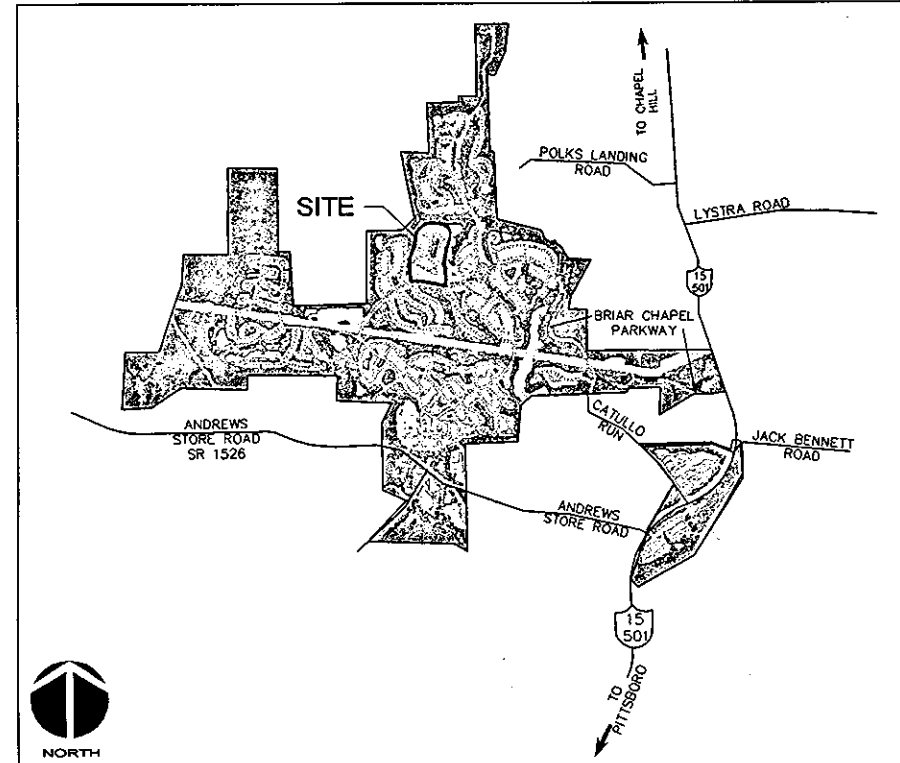 TO CHAPEL
HILL
POLKS LANDING
ROAD
LYSTRA ROAD
SITE
15
501
BRIAR CHAPEL
PARKWAY
ANDREWS
STORE ROAD
SR 1526
CATULLO
RUN
JACK BENNETT
ROAD
ANDREWS
STORE ROAD
15
501
TO
PITTSBORO
NORTH